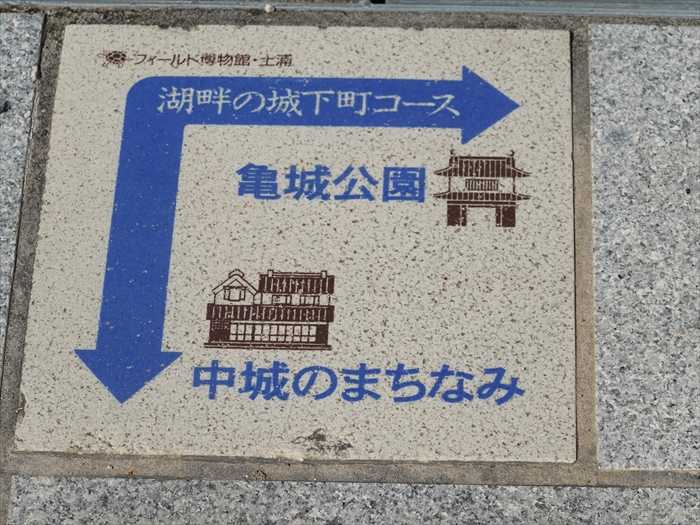 フィールド博物館・土浦
湖畔の城下町コース
亀城公園
中城のまちなみ